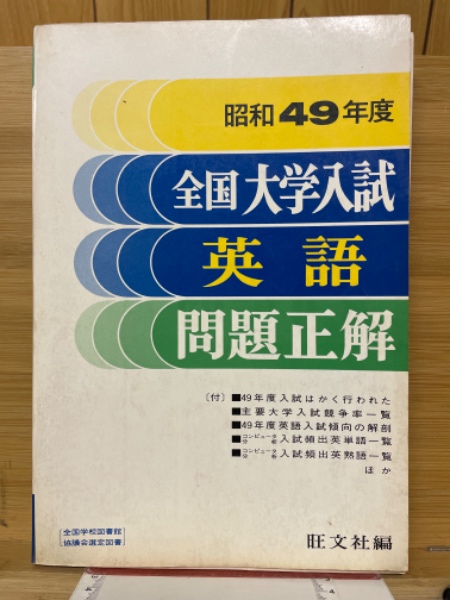 昭和49年度
全国大学入試
英語
問題正解
〔付〕■49年度入試はかく行われた
■主要大学入試競争率一覧
■49年度英語入試傾向の解剖
■コンピュータ分析入試頻出英単語一覧
■コンピュータ分析入試頻出英熟語一覧
ほか
全国学校図書館
協議会選定図書
旺文社編